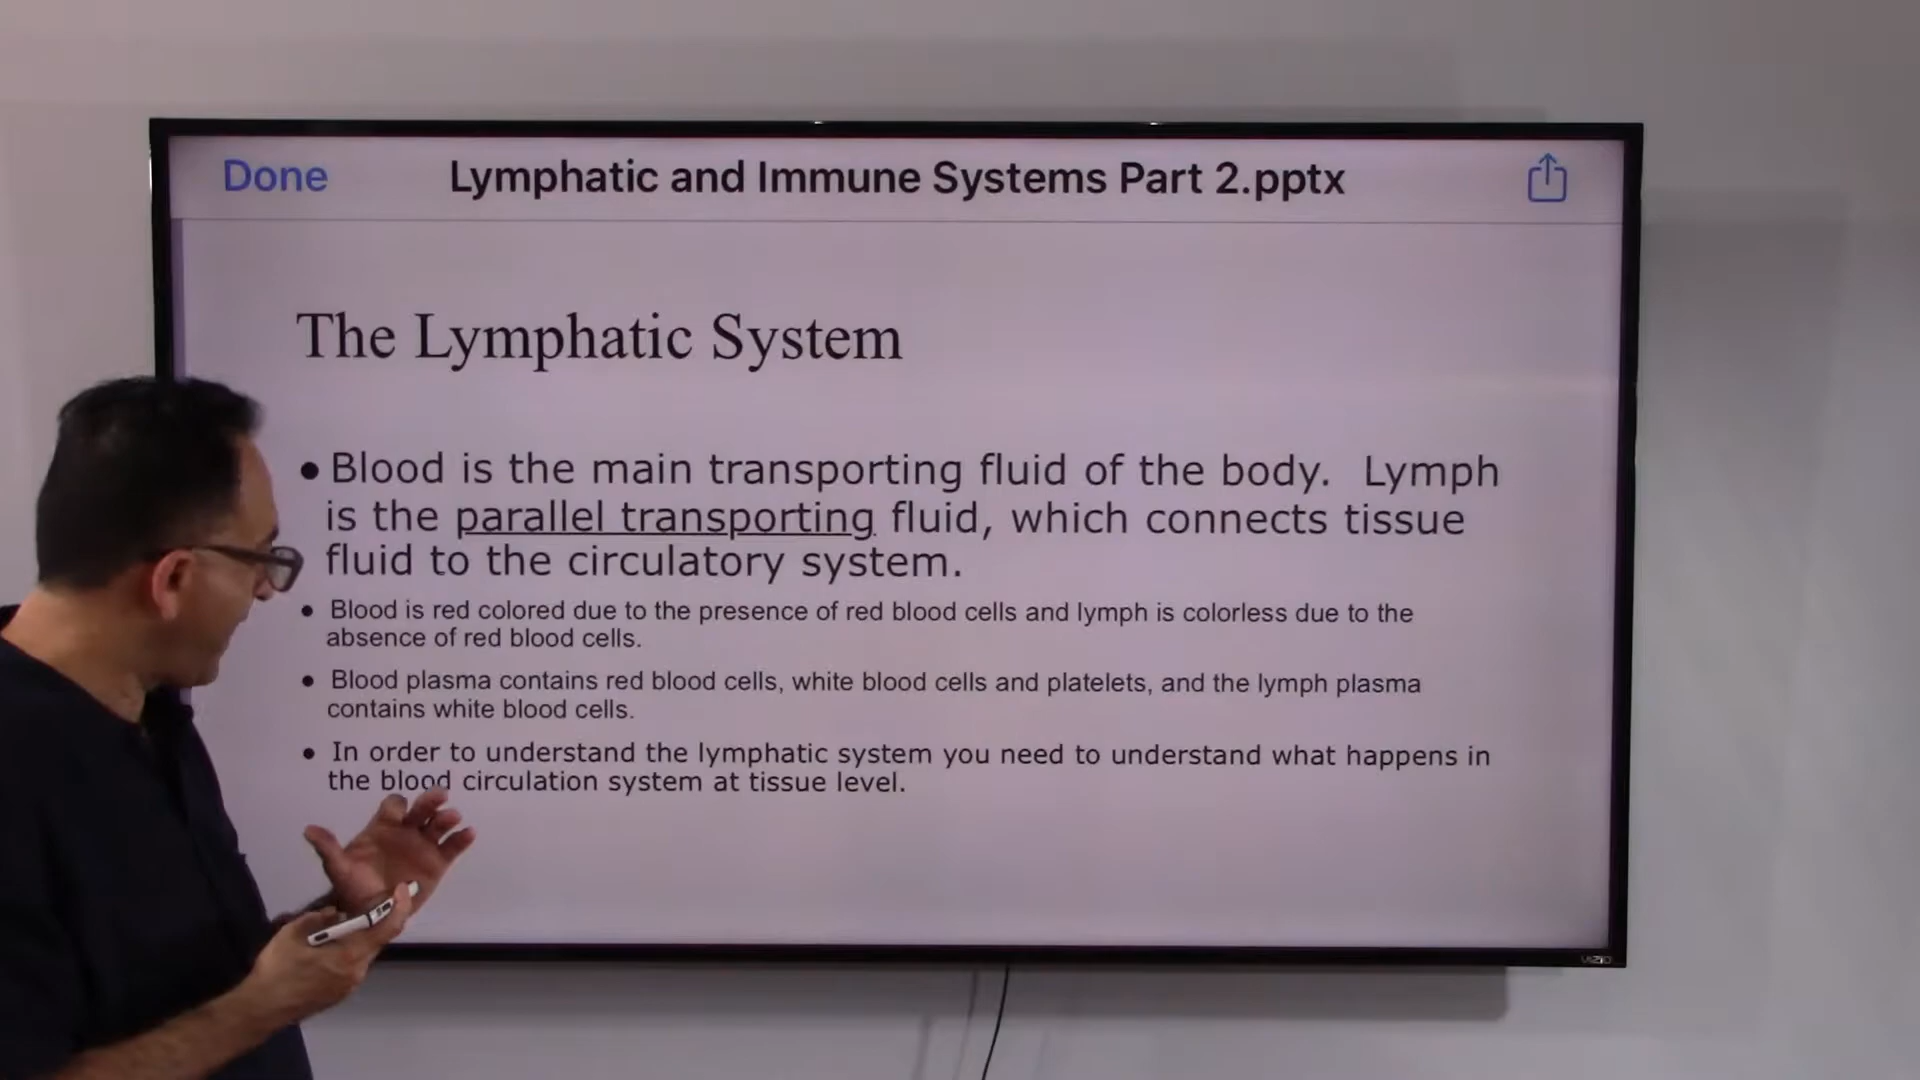 Done Lymphatic and Immune Systems Part 2.pptx
The Lymphatic System
• Blood is the main transporting fluid of the body. Lymph
is the parallel transporting fluid, which connects tissue
fluid to the circulatory system.
• Blood is red colored due to the presence of red blood cells and lymph is colorless due to the
absence of red blood cells.
• Blood plasma contains red blood cells, white blood cells and platelets, and the lymph plasma
contains white blood cells.
• In order to understand the lymphatic system you need to understand what happens in
the blood circulation system at tissue level.
VIZIO